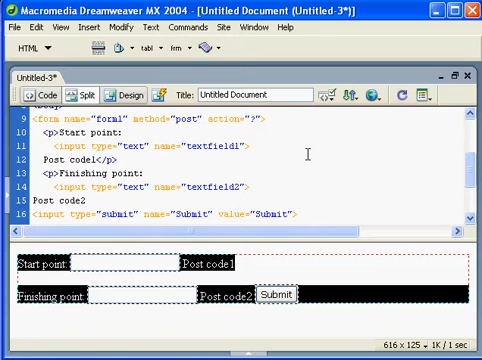 Macromedia Dreamweaver MX 2004 - [Untitled Document (Untitled-3*)]
File Edit View Insert Modify Text Commands Site Window Help
HTML tabl frm
Untitled-3*
Code Split Design Title: Untitled Document
9 <form name="form1" method="post" action="?">
10 <p>Start point:
11 <input type="text" name="textfield1">
12 Post code1</p>
13 <p>Finishing point:
14 <input type="text" name="textfield2">
15 Post code2
16 <input type="submit" name="Submit" value="Submit">
Start point: Post code1
Finishing point: Post code2 Submit
616 x 125 1K / 1 sec